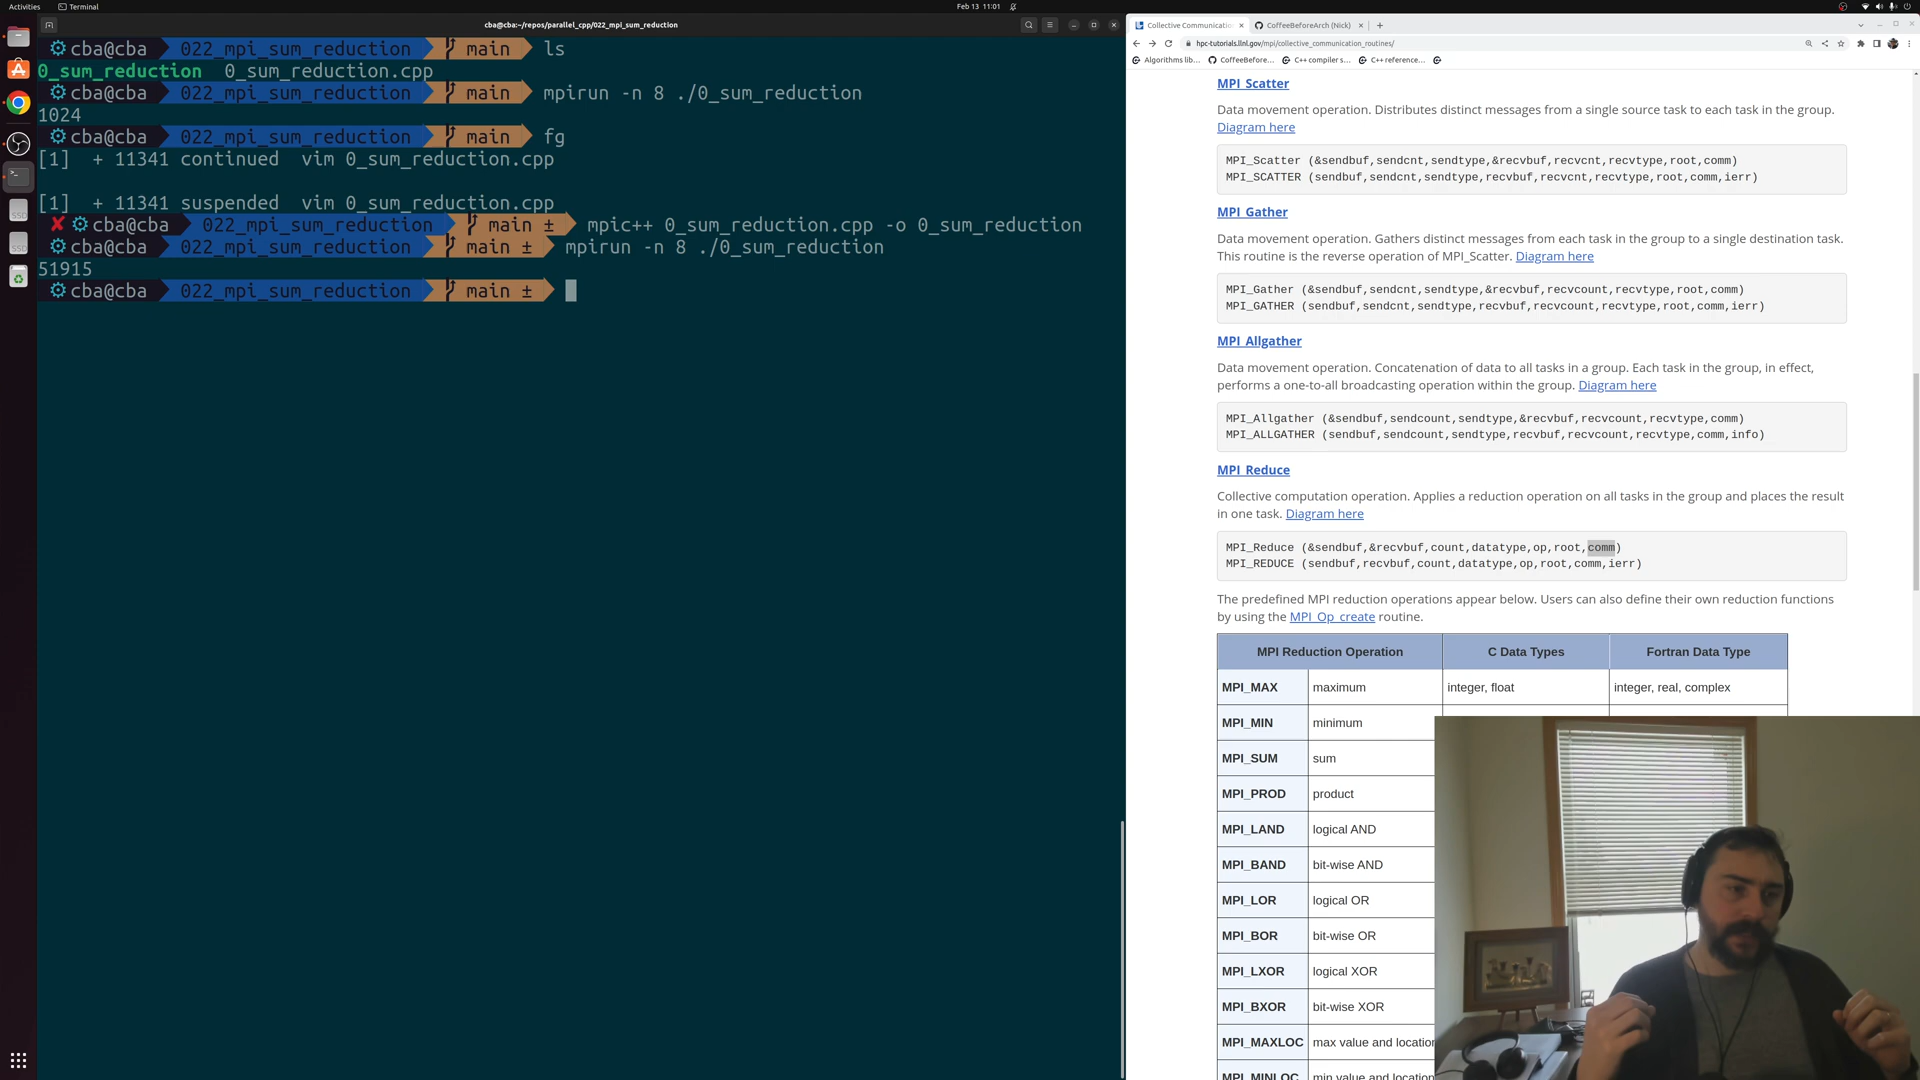 Activities
Terminal
Feb 13 11:01
cba@cba:~/repos/parallel_cpp/022_mpi_sum_reduction
cba@cba 022_mpi_sum_reduction main ls
0_sum_reduction 0_sum_reduction.cpp
cba@cba 022_mpi_sum_reduction main mpirun -n 8 ./0_sum_reduction
1024
cba@cba 022_mpi_sum_reduction main fg
[1] + 11341 continued vim 0_sum_reduction.cpp
[1] + 11341 suspended vim 0_sum_reduction.cpp
✘ cba@cba 022_mpi_sum_reduction main ± mpic++ 0_sum_reduction.cpp -o 0_sum_reduction
cba@cba 022_mpi_sum_reduction main ± mpirun -n 8 ./0_sum_reduction
51915
cba@cba 022_mpi_sum_reduction main ±
SSD
SSD
Collective Communicatio
CoffeeBeforeArch (Nick)
hpc-tutorials.llnl.gov/mpi/collective_communication_routines/
Algorithms lib...
CoffeeBefore...
C++ compiler s...
C++ reference...
MPI_Scatter
Data movement operation. Distributes distinct messages from a single source task to each task in the group.
Diagram here
MPI_Scatter (&sendbuf,sendcnt,sendtype,&recvbuf,recvcnt,recvtype,root,comm)
MPI_SCATTER (sendbuf,sendcnt,sendtype,recvbuf,recvcnt,recvtype,root,comm,ierr)
MPI_Gather
Data movement operation. Gathers distinct messages from each task in the group to a single destination task.
This routine is the reverse operation of MPI_Scatter. Diagram here
MPI_Gather (&sendbuf,sendcnt,sendtype,&recvbuf,recvcount,recvtype,root,comm)
MPI_GATHER (sendbuf,sendcnt,sendtype,recvbuf,recvcount,recvtype,root,comm,ierr)
MPI_Allgather
Data movement operation. Concatenation of data to all tasks in a group. Each task in the group, in effect,
performs a one-to-all broadcasting operation within the group. Diagram here
MPI_Allgather (&sendbuf,sendcount,sendtype,&recvbuf,recvcount,recvtype,comm)
MPI_ALLGATHER (sendbuf,sendcount,sendtype,recvbuf,recvcount,recvtype,comm,info)
MPI_Reduce
Collective computation operation. Applies a reduction operation on all tasks in the group and places the result
in one task. Diagram here
MPI_Reduce (&sendbuf,&recvbuf,count,datatype,op,root,comm)
MPI_REDUCE (sendbuf,recvbuf,count,datatype,op,root,comm,ierr)
The predefined MPI reduction operations appear below. Users can also define their own reduction functions
by using the MPI_Op_create routine.
MPI Reduction Operation C Data Types Fortran Data Type
MPI_MAX maximum integer, float integer, real, complex
MPI_MIN minimum
MPI_SUM sum
MPI_PROD product
MPI_LAND logical AND
MPI_BAND bit-wise AND
MPI_LOR logical OR
MPI_BOR bit-wise OR
MPI_LXOR logical XOR
MPI_BXOR bit-wise XOR
MPI_MAXLOC max value and location
MPI_MINLOC min value and location